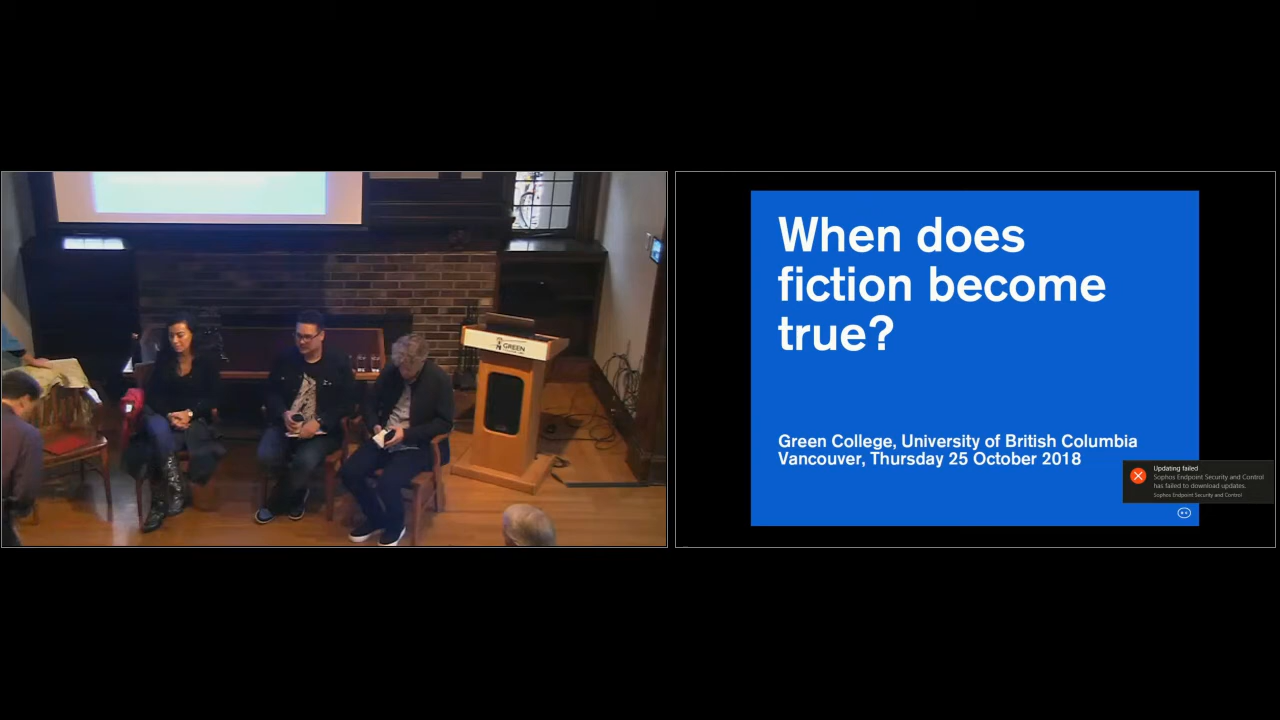 GREEN
When does
fiction become
true?
Green College, University of British Columbia
Vancouver, Thursday 25 October 2018
Updating failed
Sophos Endpoint Security and Control
has failed to download updates.
Sophos Endpoint Security and Control